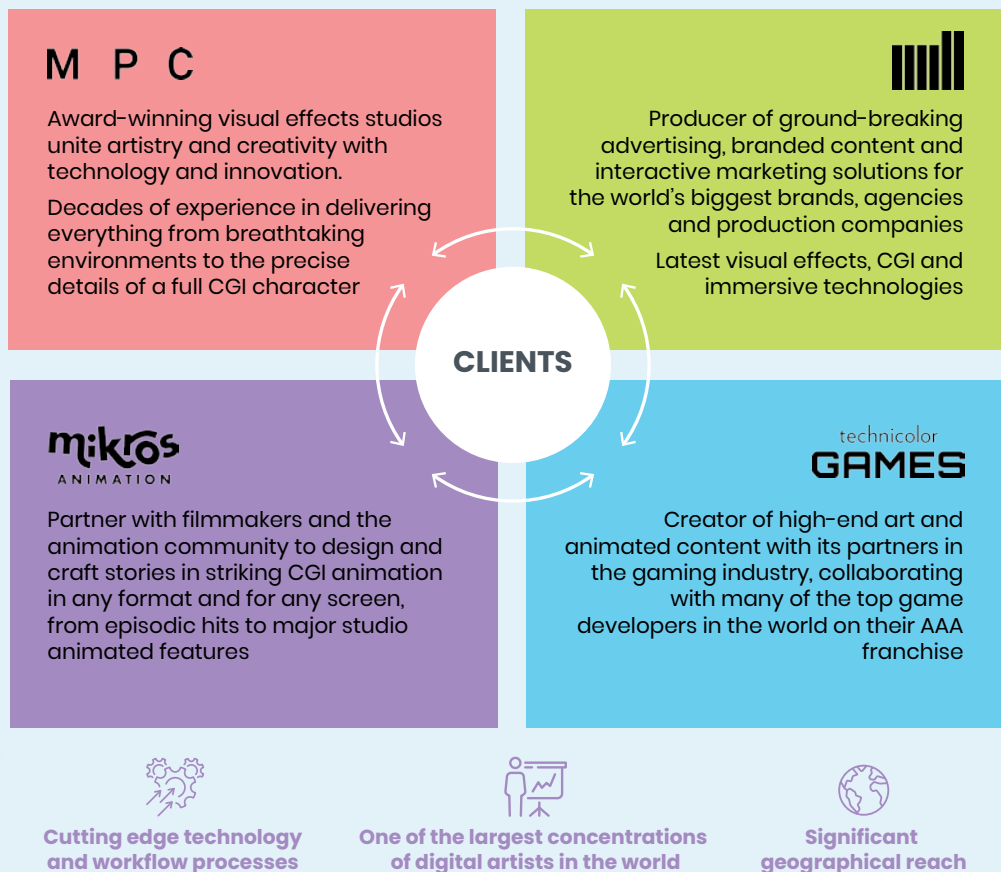 M P C
Award-winning visual effects studios
unite artistry and creativity with
technology and innovation.
Decades of experience in delivering
everything from breathtaking
environments to the precise
details of a full CGI character
Producer of ground-breaking
advertising, branded content and
interactive marketing solutions for
the world's biggest brands, agencies
and production companies
Latest visual effects, CGI and
immersive technologies
CLIENTS
mikros
ANIMATION
Partner with filmmakers and the
animation community to design and
craft stories in striking CGI animation
in any format and for any screen,
from episodic hits to major studio
animated features
technicolor
GAMES
Creator of high-end art and
animated content with its partners in
the gaming industry, collaborating
with many of the top game
developers in the world on their AAA
franchise
Cutting edge technology
and workflow processes
One of the largest concentrations
of digital artists in the world
Significant
geographical reach